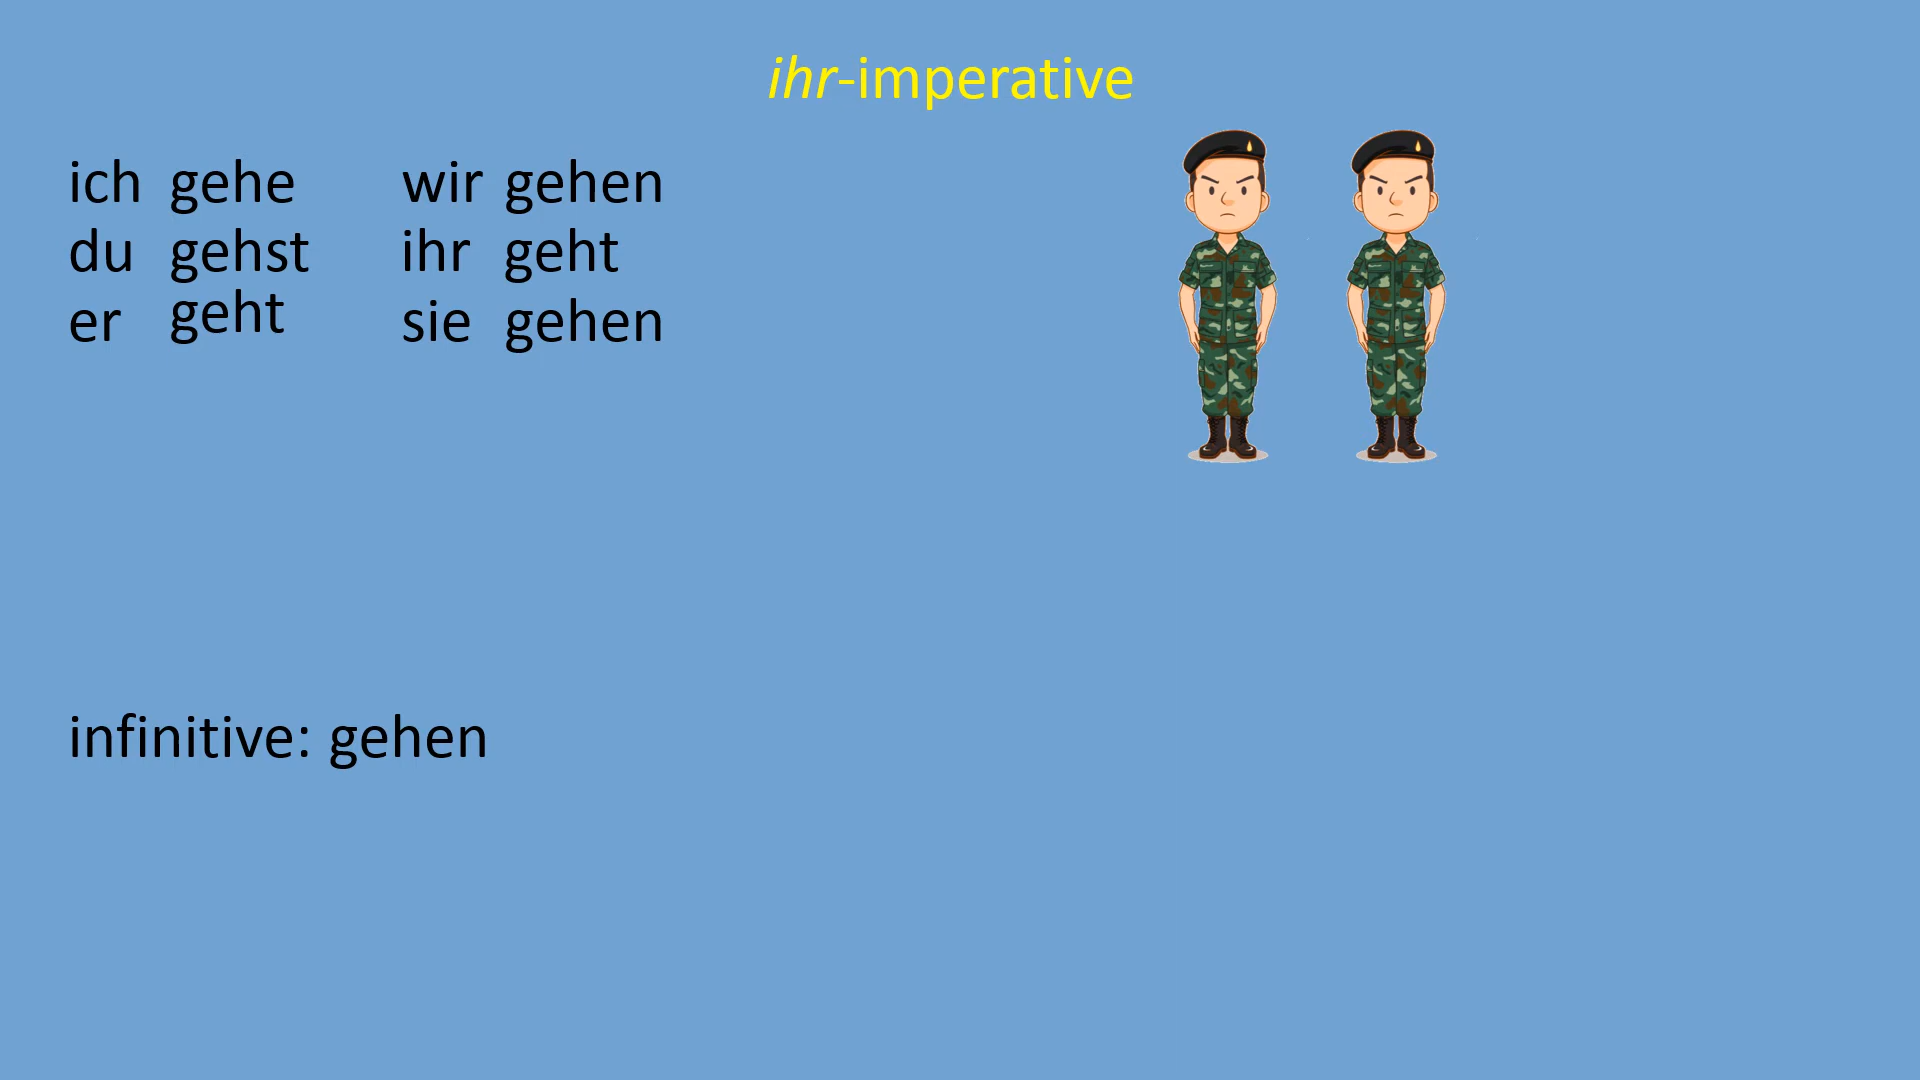 ihr-imperative
ich gehe wir gehen
du gehst ihr geht
er geht sie gehen
infinitive: gehen